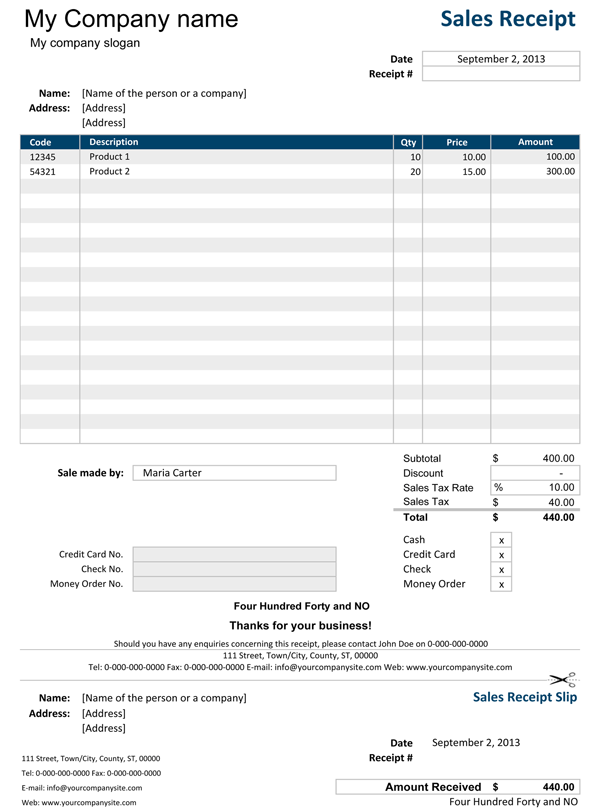 My Company name Sales Receipt
My company slogan
Date September 2, 2013
Receipt #
Name: [Name of the person or a company]
Address: [Address]
[Address]
Code Description Qty Price Amount
12345 Product 1 10 10.00 100.00
54321 Product 2 20 15.00 300.00
Subtotal $ 400.00
Sale made by: Maria Carter Discount -
Sales Tax Rate % 10.00
Sales Tax $ 40.00
Total $ 440.00
Cash x
Credit Card No. Credit Card x
Check No. Check x
Money Order No. Money Order x
Four Hundred Forty and NO
Thanks for your business!
Should you have any enquiries concerning this receipt, please contact John Doe on 0-000-000-0000
111 Street, Town/City, County, ST, 00000
Tel: 0-000-000-0000 Fax: 0-000-000-0000 E-mail: info@yourcompanysite.com Web: www.yourcompanysite.com
Name: [Name of the person or a company] Sales Receipt Slip
Address: [Address]
[Address]
Date September 2, 2013
111 Street, Town/City, County, ST, 00000 Receipt #
Tel: 0-000-000-0000 Fax: 0-000-000-0000
E-mail: info@yourcompanysite.com Amount Received $ 440.00
Web: www.yourcompanysite.com Four Hundred Forty and NO